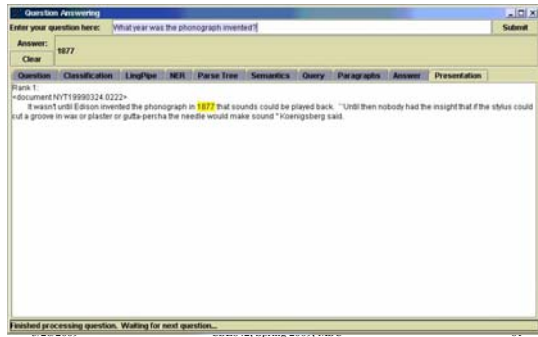 Question Answering
Enter your question here: What year was the phonograph invented? Submit
Answer: 1877
Clear
Question Classification LingPipe NER Parse Tree Semantics Query Paragraphs Answer Presentation
Rank 1:
<document NYT19990324.0222>
It wasn't until Edison invented the phonograph in 1877 that sounds could be played back. ``Until then nobody had the insight that if the stylus could
cut a groove in wax or plaster or gutta-percha the needle would make sound '' Koenigsberg said.
Finished processing question. Waiting for next question...